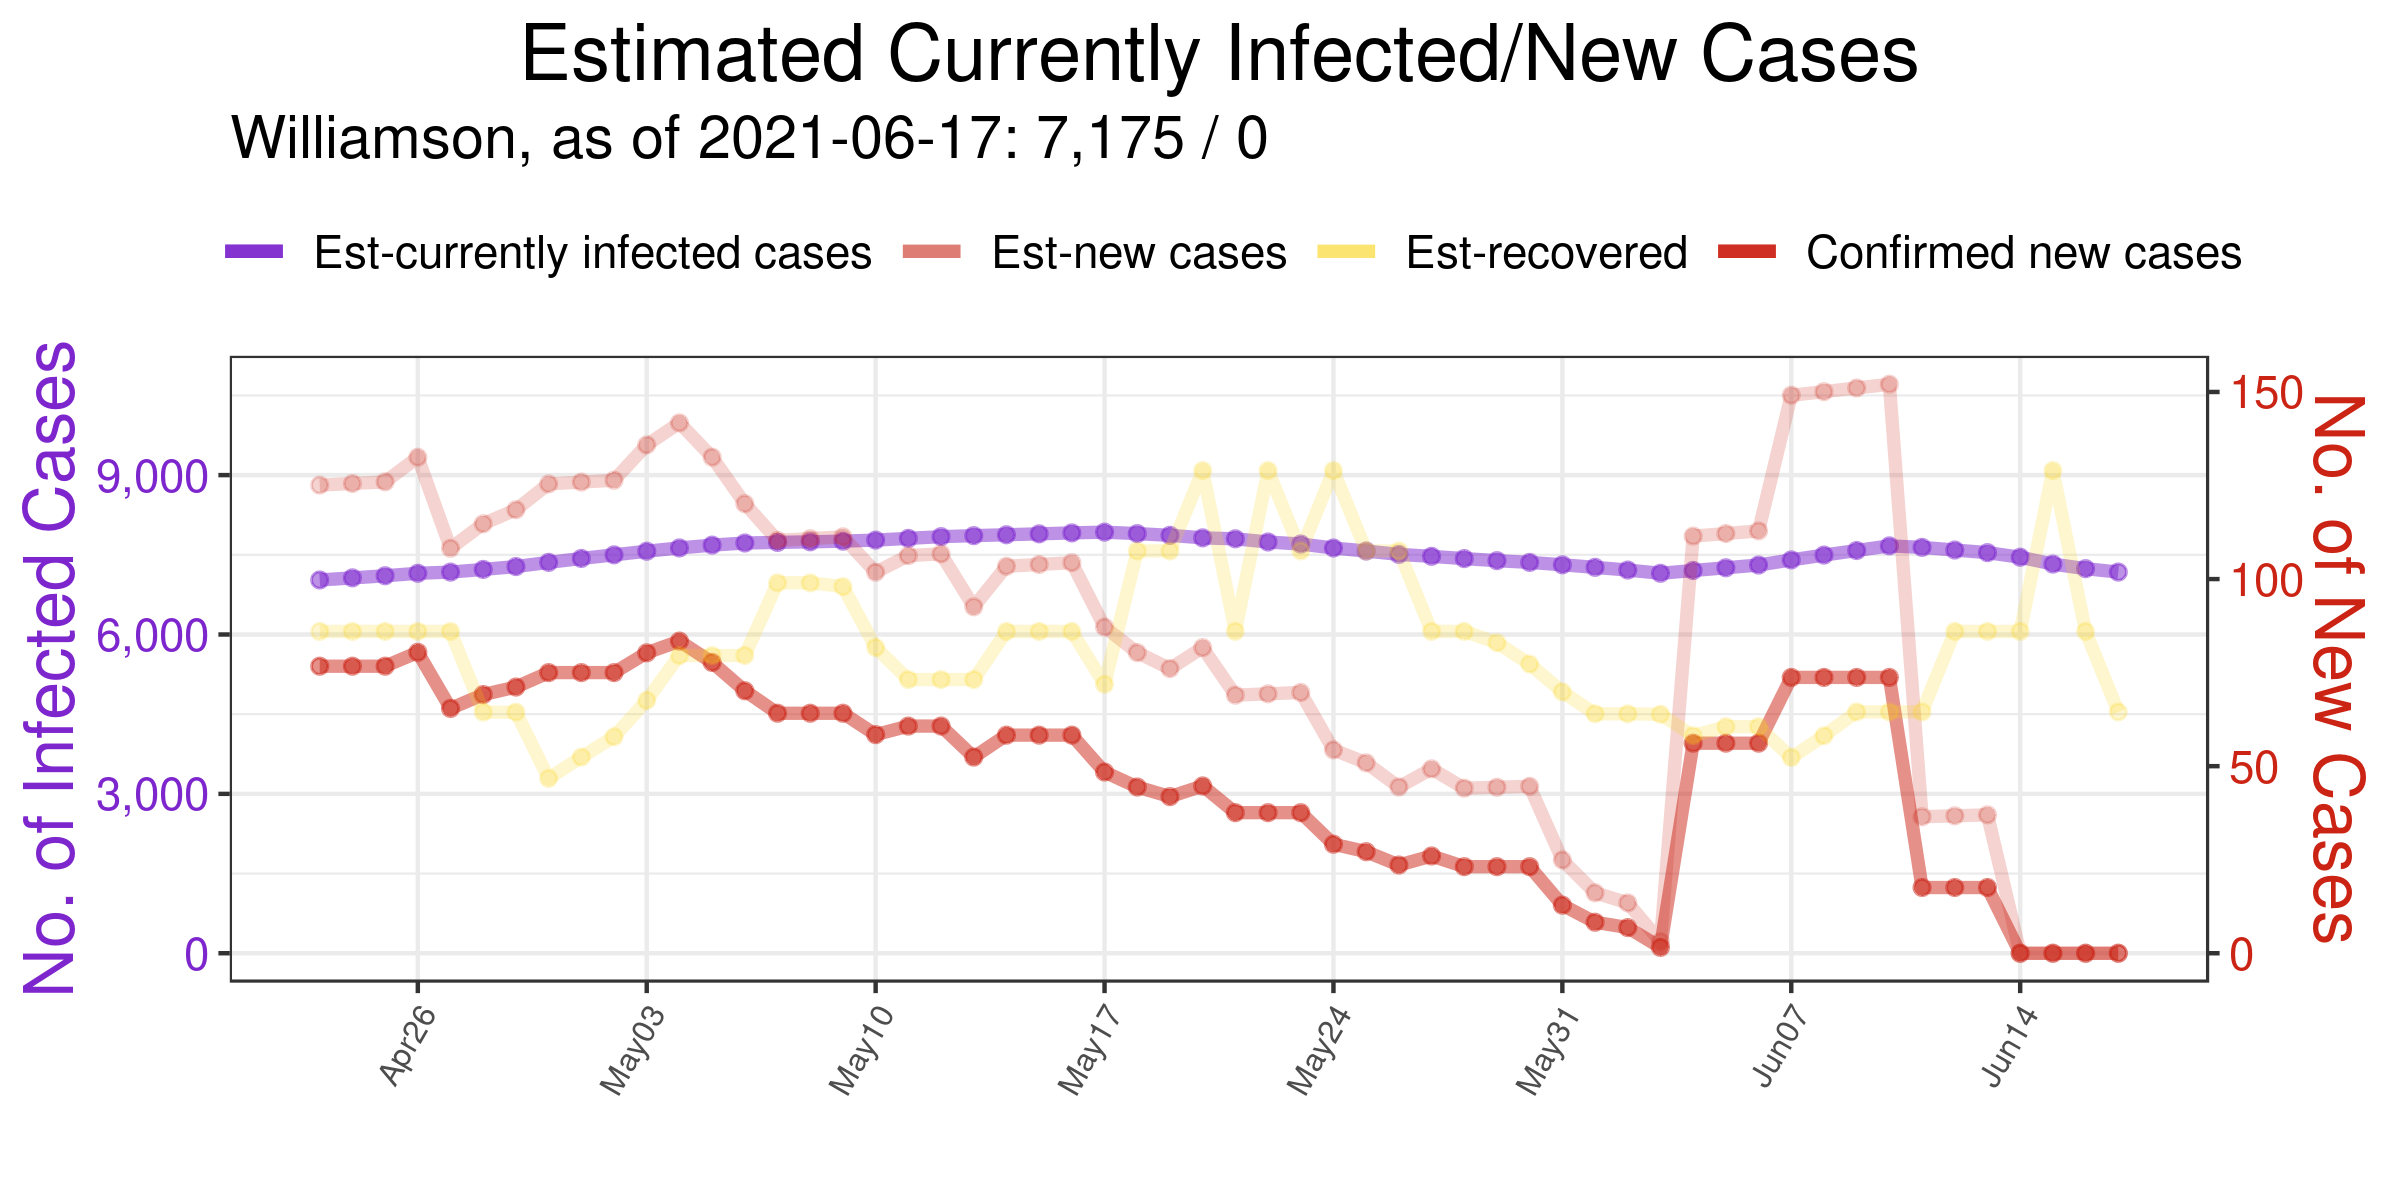 Estimated Currently Infected/New Cases
Williamson, as of 2021-06-17: 7,175 / 0
Est-currently infected cases Est-new cases Est-recovered Confirmed new cases
No. of Infected Cases
9,000
6,000
3,000
0
150
100
50
0
No. of New Cases
Apr26 May03 May10 May17 May24 May31 Jun07 Jun14